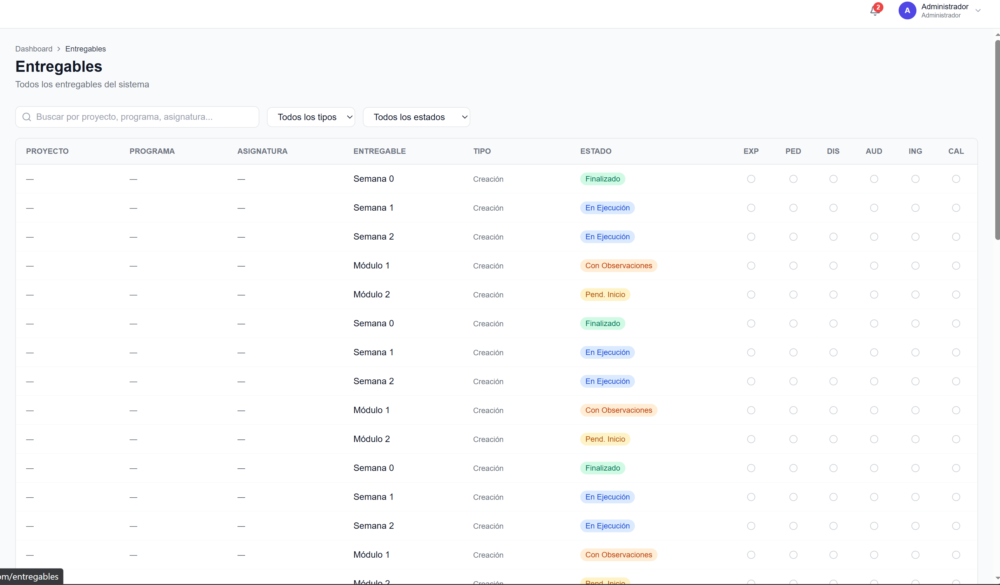 2
A
Administrador
Administrador
Dashboard > Entregables
Entregables
Todos los entregables del sistema
Buscar por proyecto, programa, asignatura...
Todos los tipos
Todos los estados
PROYECTO PROGRAMA ASIGNATURA ENTREGABLE TIPO ESTADO EXP PED DIS AUD ING CAL
— — — Semana 0 Creación Finalizado
— — — Semana 1 Creación En Ejecución
— — — Semana 2 Creación En Ejecución
— — — Módulo 1 Creación Con Observaciones
— — — Módulo 2 Creación Pend. Inicio
— — — Semana 0 Creación Finalizado
— — — Semana 1 Creación En Ejecución
— — — Semana 2 Creación En Ejecución
— — — Módulo 1 Creación Con Observaciones
— — — Módulo 2 Creación Pend. Inicio
— — — Semana 0 Creación Finalizado
— — — Semana 1 Creación En Ejecución
— — — Semana 2 Creación En Ejecución
— — — Módulo 1 Creación Con Observaciones
Módulo 2 Creación Pend. Inicio
om/entregables